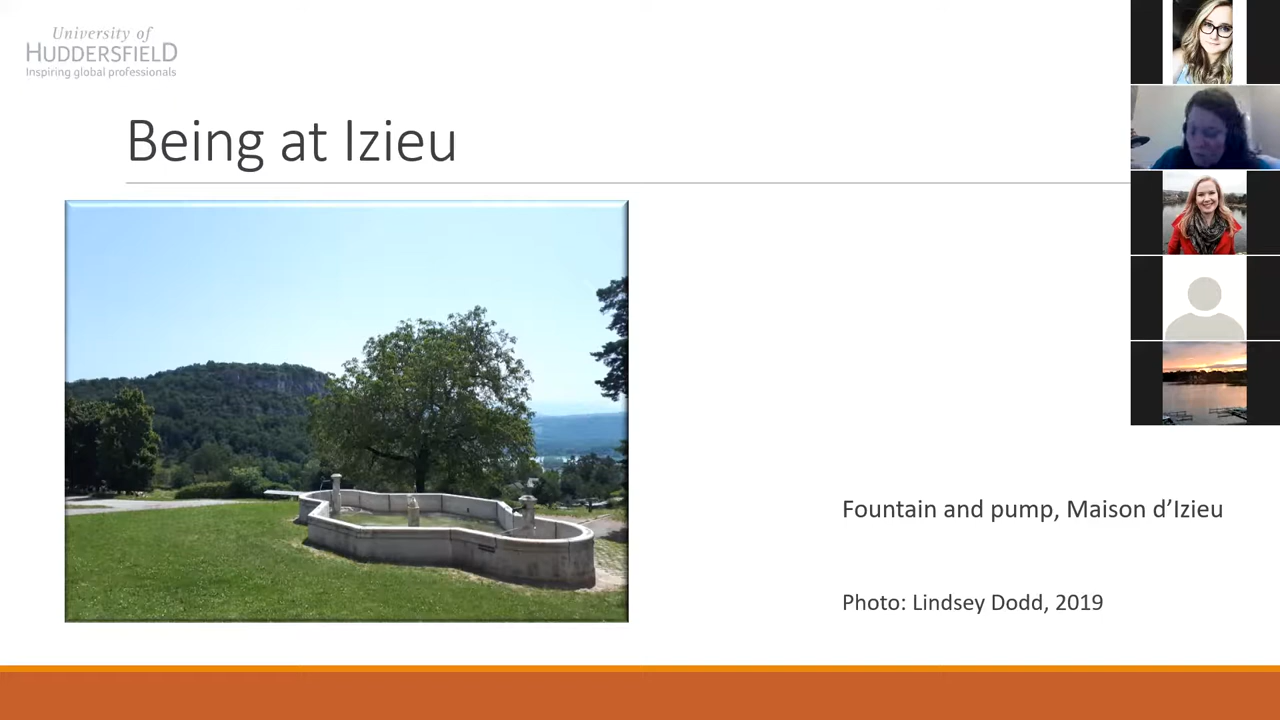 University of
HUDDERSFIELD
Inspiring global professionals
Being at Izieu
Fountain and pump, Maison d’Izieu
Photo: Lindsey Dodd, 2019